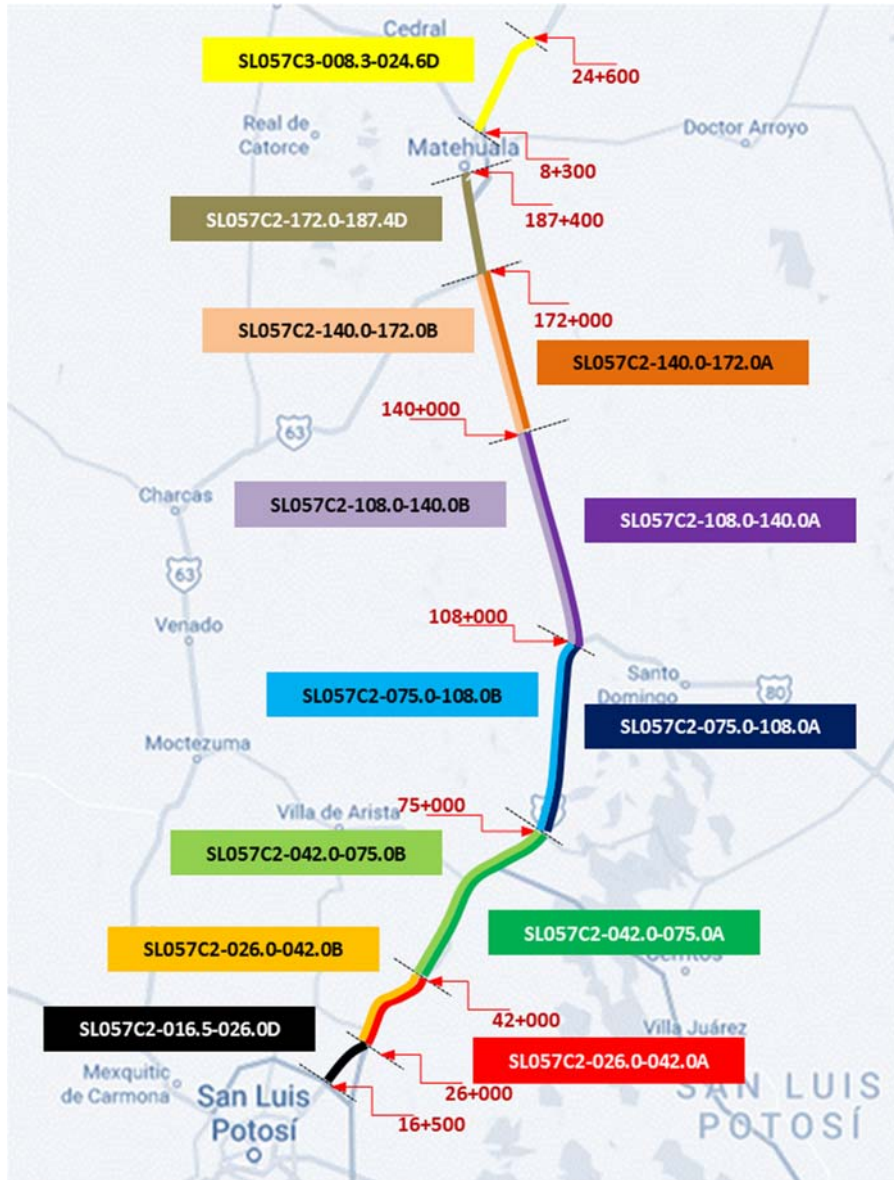 Cedral
SL057C3-008.3-024.6D
24+600
Real de
Catorce
Doctor Arroyo
Matehuala
8+300
187+400
SL057C2-172.0-187.4D
172+000
SL057C2-140.0-172.0B
SL057C2-140.0-172.0A
140+000
63
Charcas
SL057C2-108.0-140.0B
SL057C2-108.0-140.0A
63
Venado
108+000
Santo
Domingo
80
SL057C2-075.0-108.0B
SL057C2-075.0-108.0A
Moctezuma
75+000
Villa de Arista
SL057C2-042.0-075.0B
SL057C2-042.0-075.0A
SL057C2-026.0-042.0B
Cerritos
42+000
SL057C2-016.5-026.0D
Villa Juárez
SL057C2-026.0-042.0A
Mexquitic
de Carmona
26+000
San Luis
Potosí
16+500
SAN LUIS
POTOSÍ